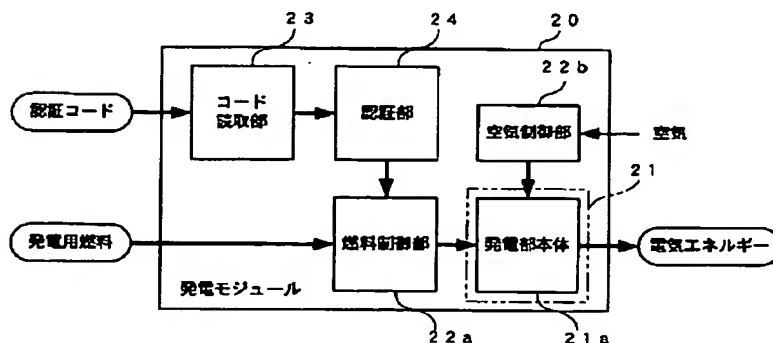 23
24
20
22b
認証コード
コード
読取部
認証部
空気制御部
空気
21
発電用燃料
燃料制御部
発電部本体
電気エネルギー
発電モジュール
22a
21a